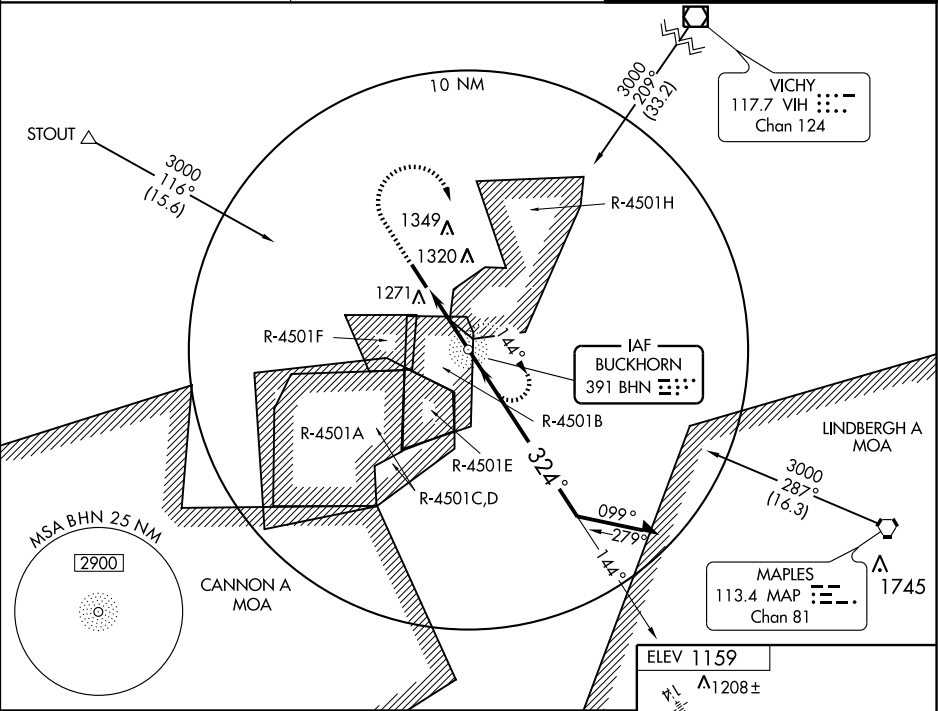 10 NM
3000
209°
(33.2)
VICHY
117.7 VIH
Chan 124
STOUT
3000
116°
(15.6)
R-4501H
1349
1320
1271
R-4501F
144°
IAF
BUCKHORN
391 BHN
R-4501B
R-4501A
R-4501E
R-4501C,D
324°
LINDBERGH A
MOA
3000
287°
(16.3)
099°
279°
144°
MSA BHN 25 NM
2900
CANNON A
MOA
MAPLES
113.4 MAP
Chan 81
1745
ELEV 1159
1208±
14